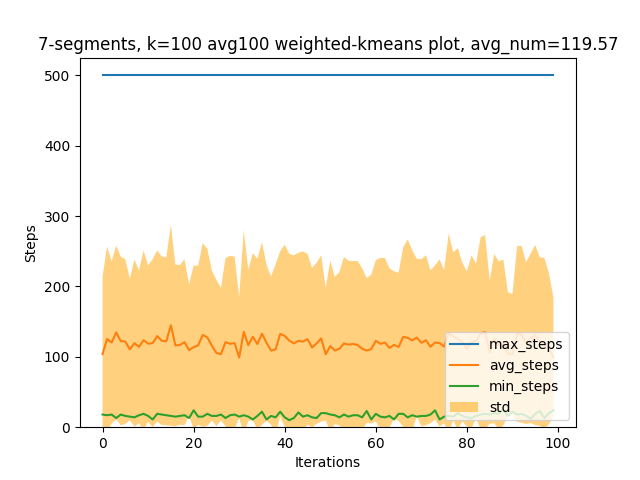 7-segments, k=100 avg100 weighted-kmeans plot, avg_num=119.57
500
400
300
200
100
0
Steps
0 20 40 60 80 100
Iterations
max_steps
avg_steps
min_steps
std